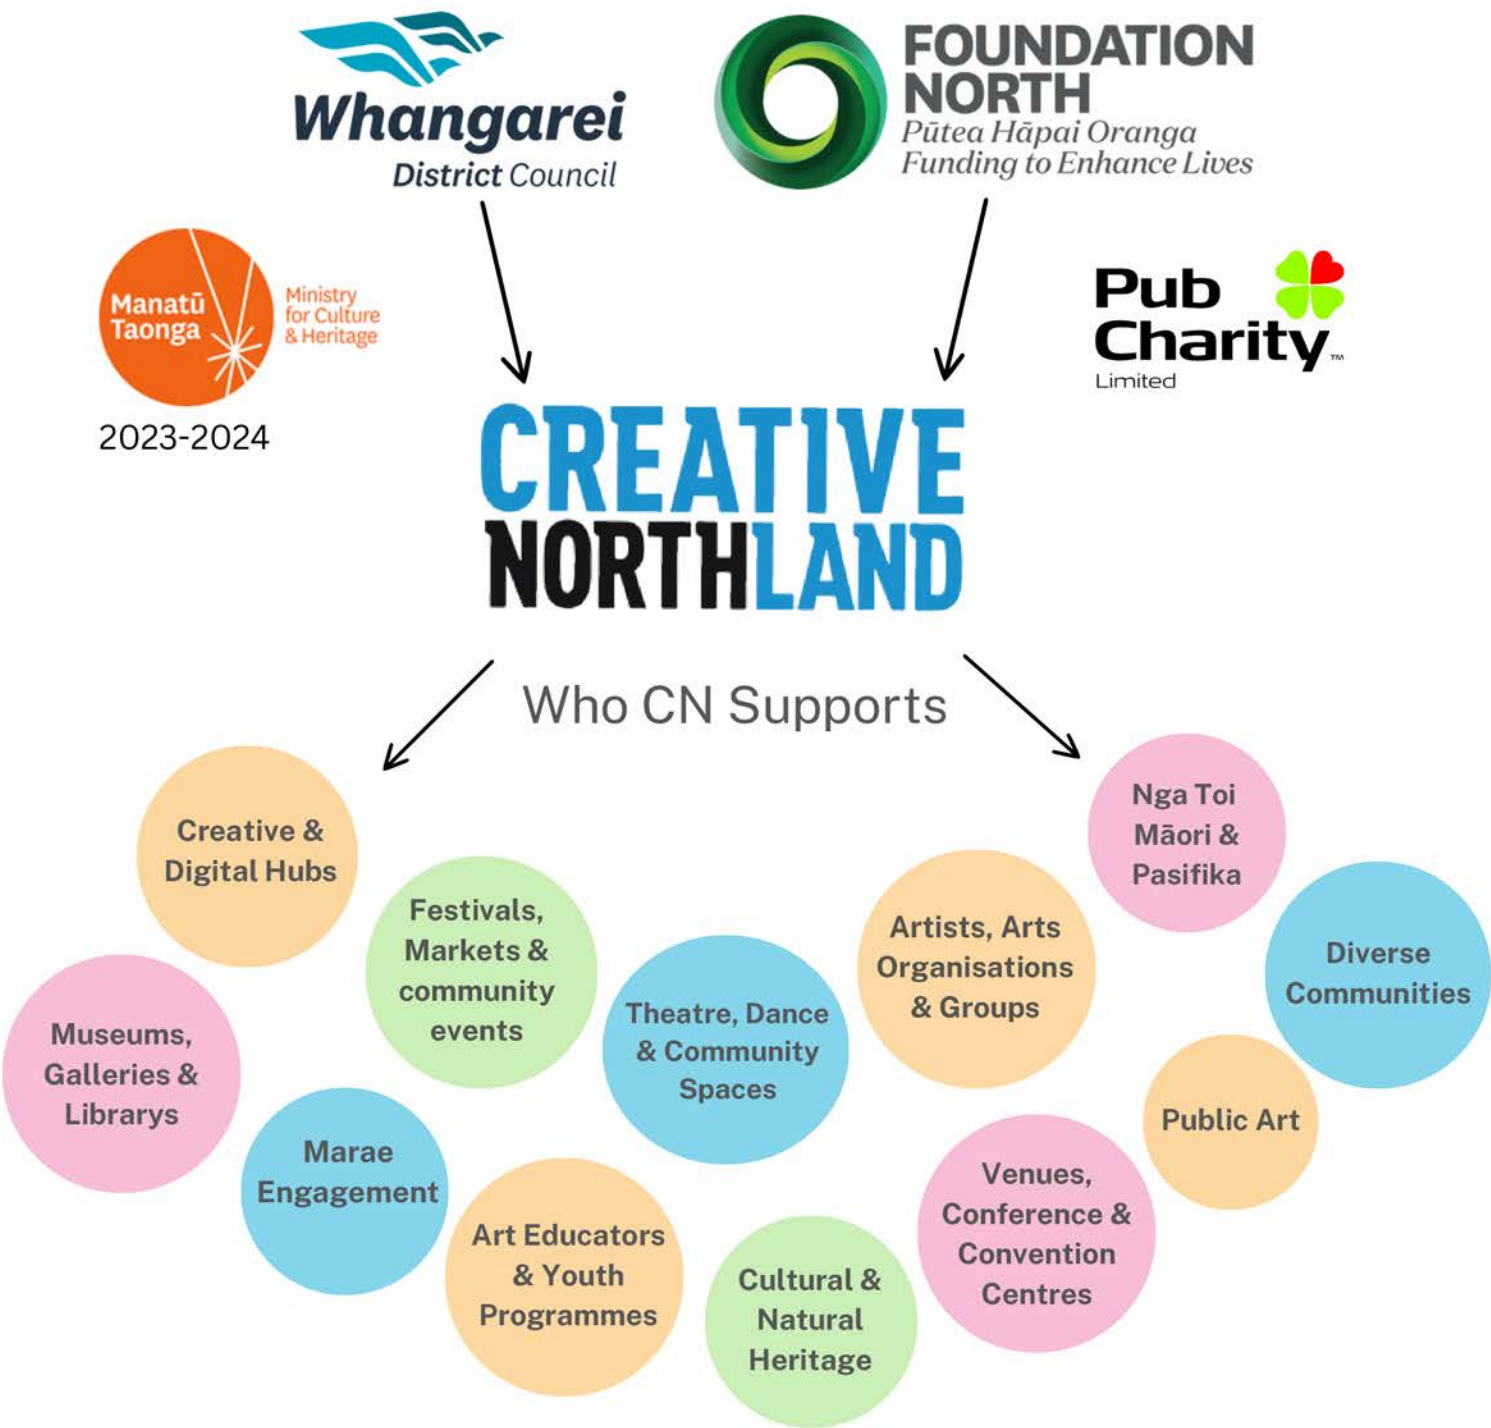 Whangarei
District Council
FOUNDATION
NORTH
Pūtea Hāpai Oranga
Funding to Enhance Lives
Manatū
Taonga
Ministry
for Culture
& Heritage
2023-2024
Pub
Charity™
Limited
CREATIVE
NORTHLAND
Who CN Supports
Creative &
Digital Hubs
Festivals,
Markets &
community
events
Museums,
Galleries &
Librarys
Marae
Engagement
Theatre, Dance
& Community
Spaces
Art Educators
& Youth
Programmes
Cultural &
Natural
Heritage
Artists, Arts
Organisations
& Groups
Nga Toi
Māori &
Pasifika
Diverse
Communities
Public Art
Venues,
Conference &
Convention
Centres